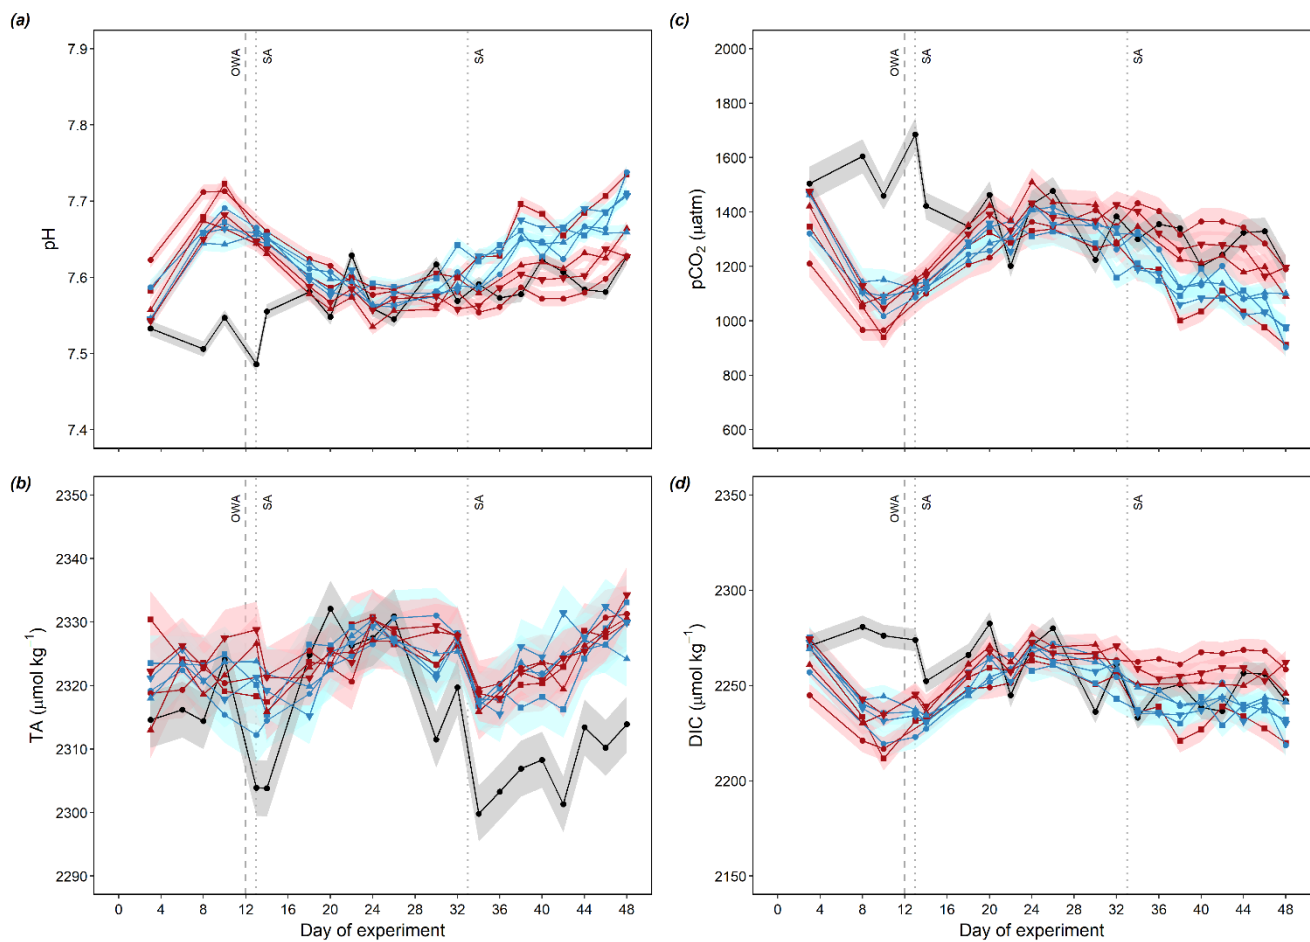 (a)
pH
7.9
7.8
7.7
7.6
7.5
7.4
OWA
SA
SA
(c)
pCO₂ (µatm)
2000
1800
1600
1400
1200
1000
800
600
OWA
SA
SA
(b)
TA (µmol kg⁻¹)
2350
2340
2330
2320
2310
2300
2290
OWA
SA
SA
0 4 8 12 16 20 24 28 32 36 40 44 48
Day of experiment
(d)
DIC (µmol kg⁻¹)
2350
2300
2250
2200
2150
OWA
SA
SA
0 4 8 12 16 20 24 28 32 36 40 44 48
Day of experiment